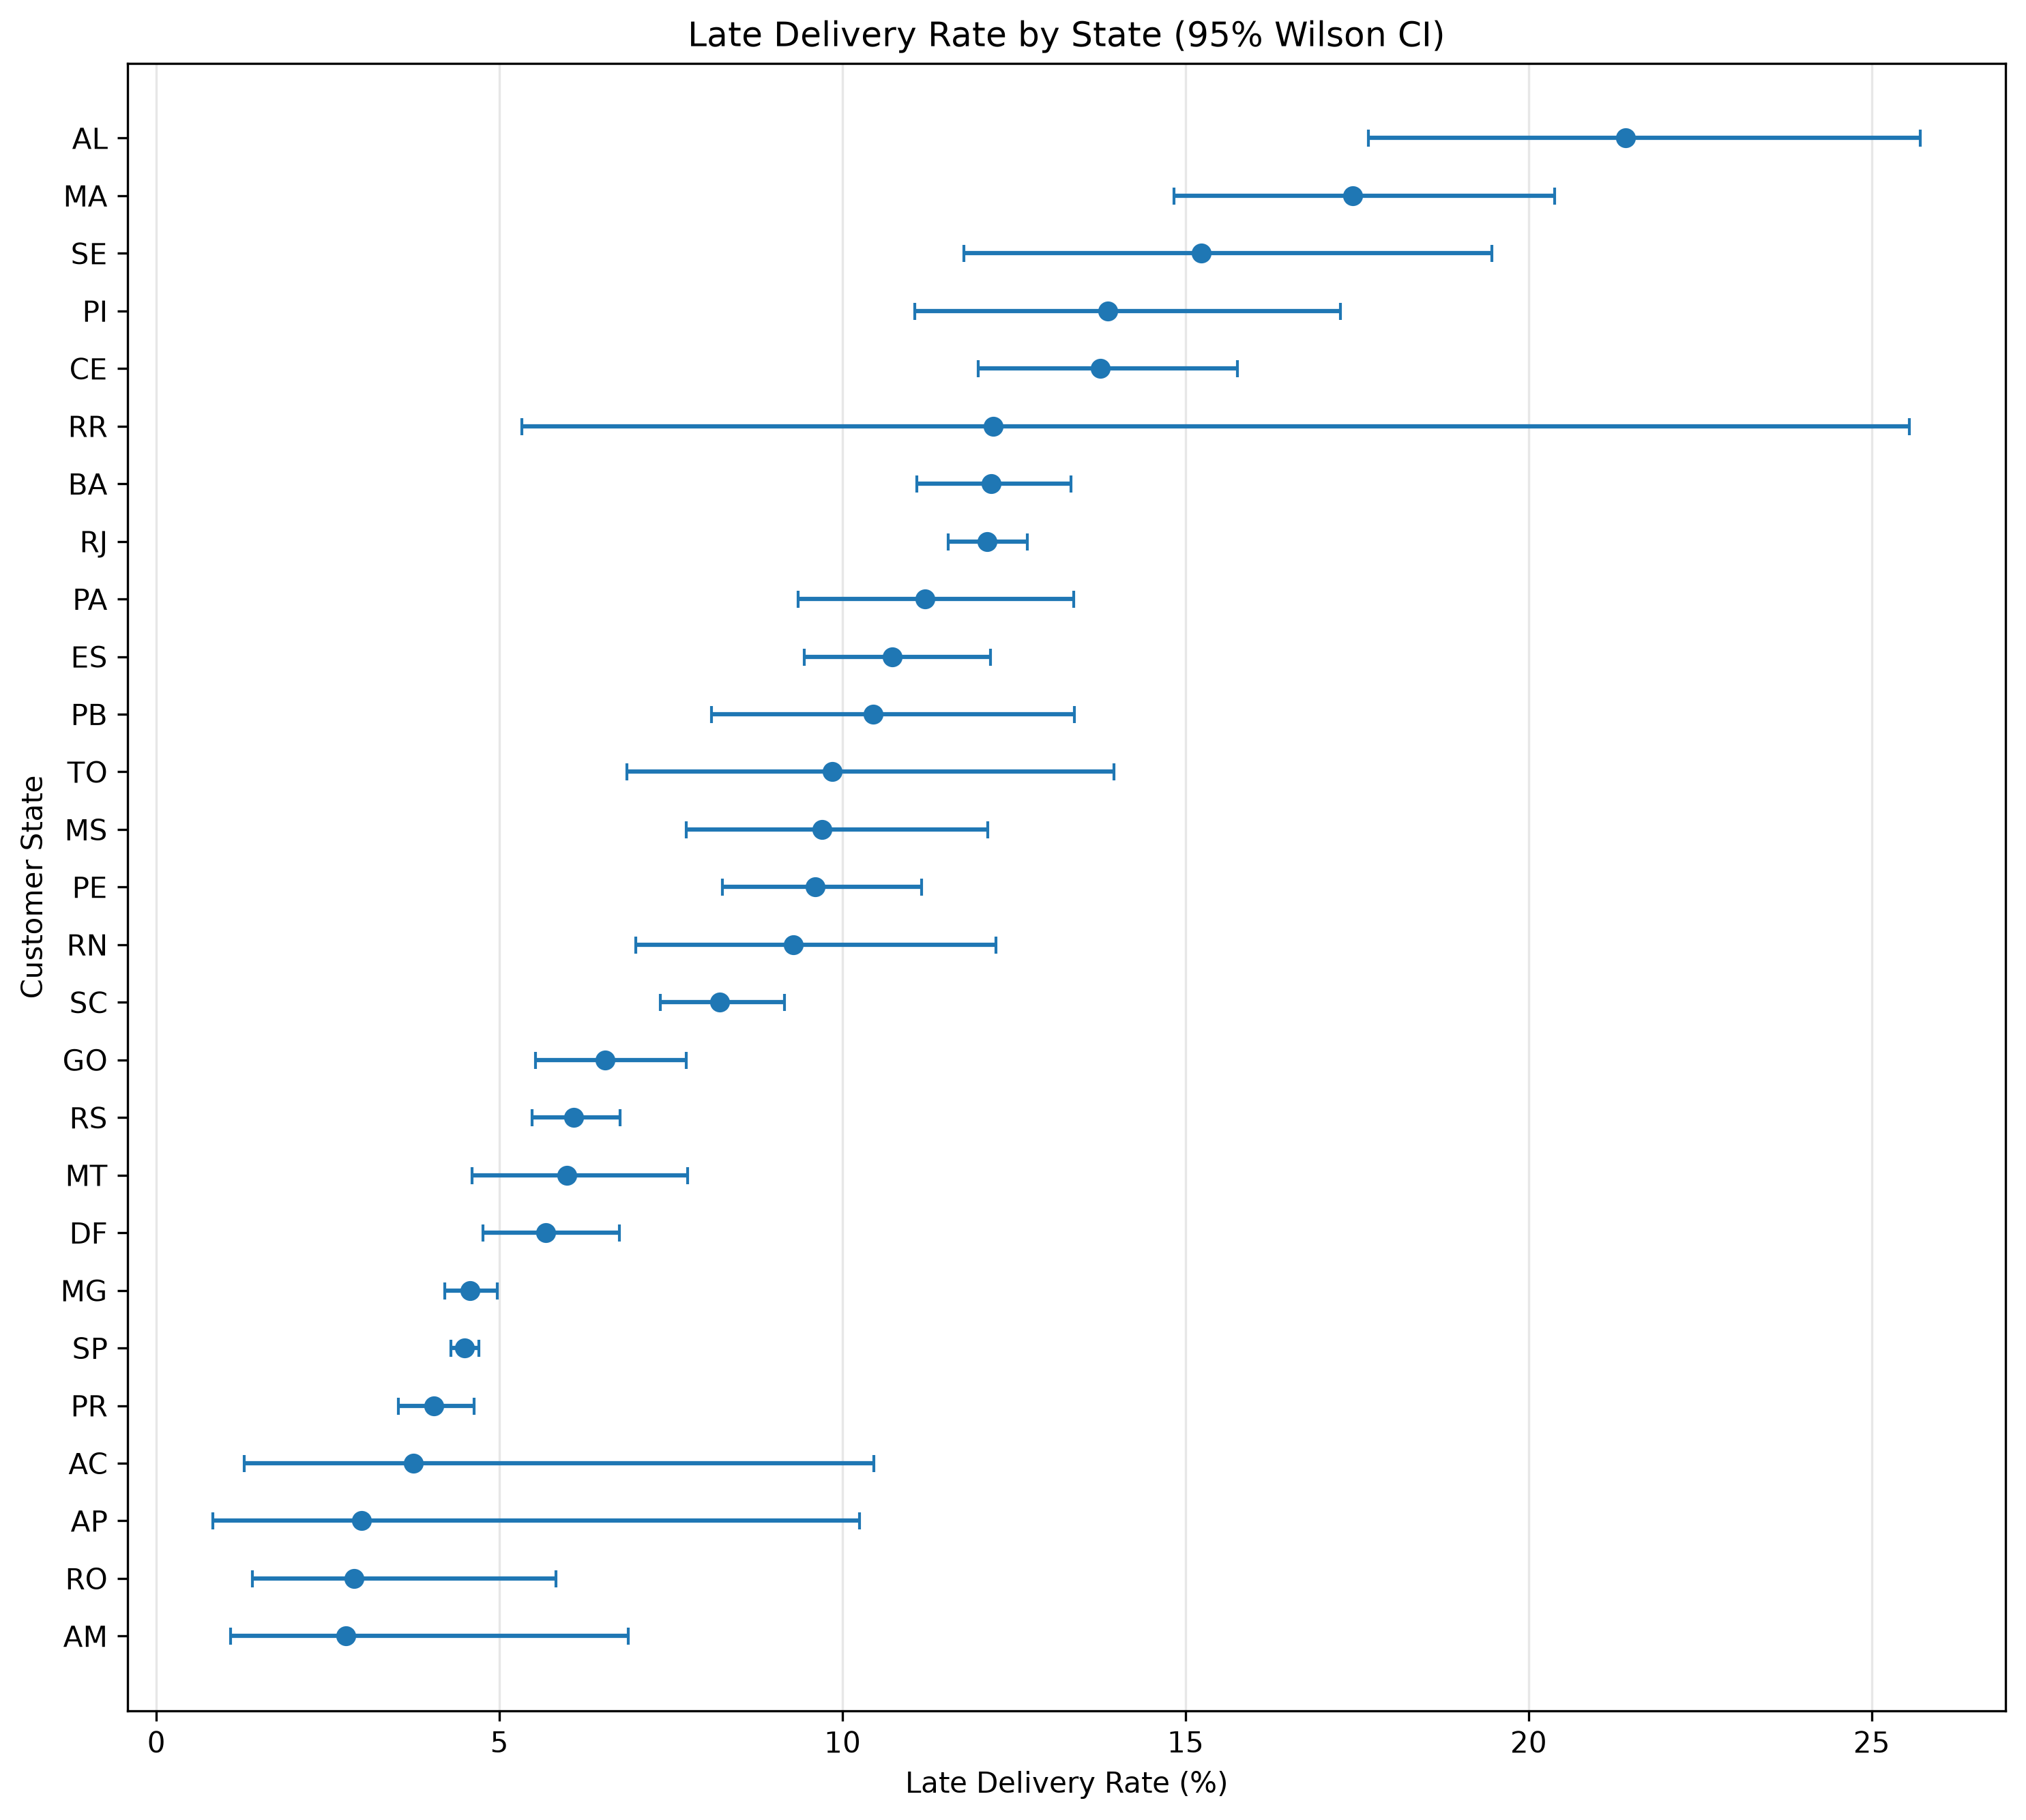 Late Delivery Rate by State (95% Wilson CI)
Customer State
AL
MA
SE
PI
CE
RR
BA
RJ
PA
ES
PB
TO
MS
PE
RN
SC
GO
RS
MT
DF
MG
SP
PR
AC
AP
RO
AM
0 5 10 15 20 25
Late Delivery Rate (%)